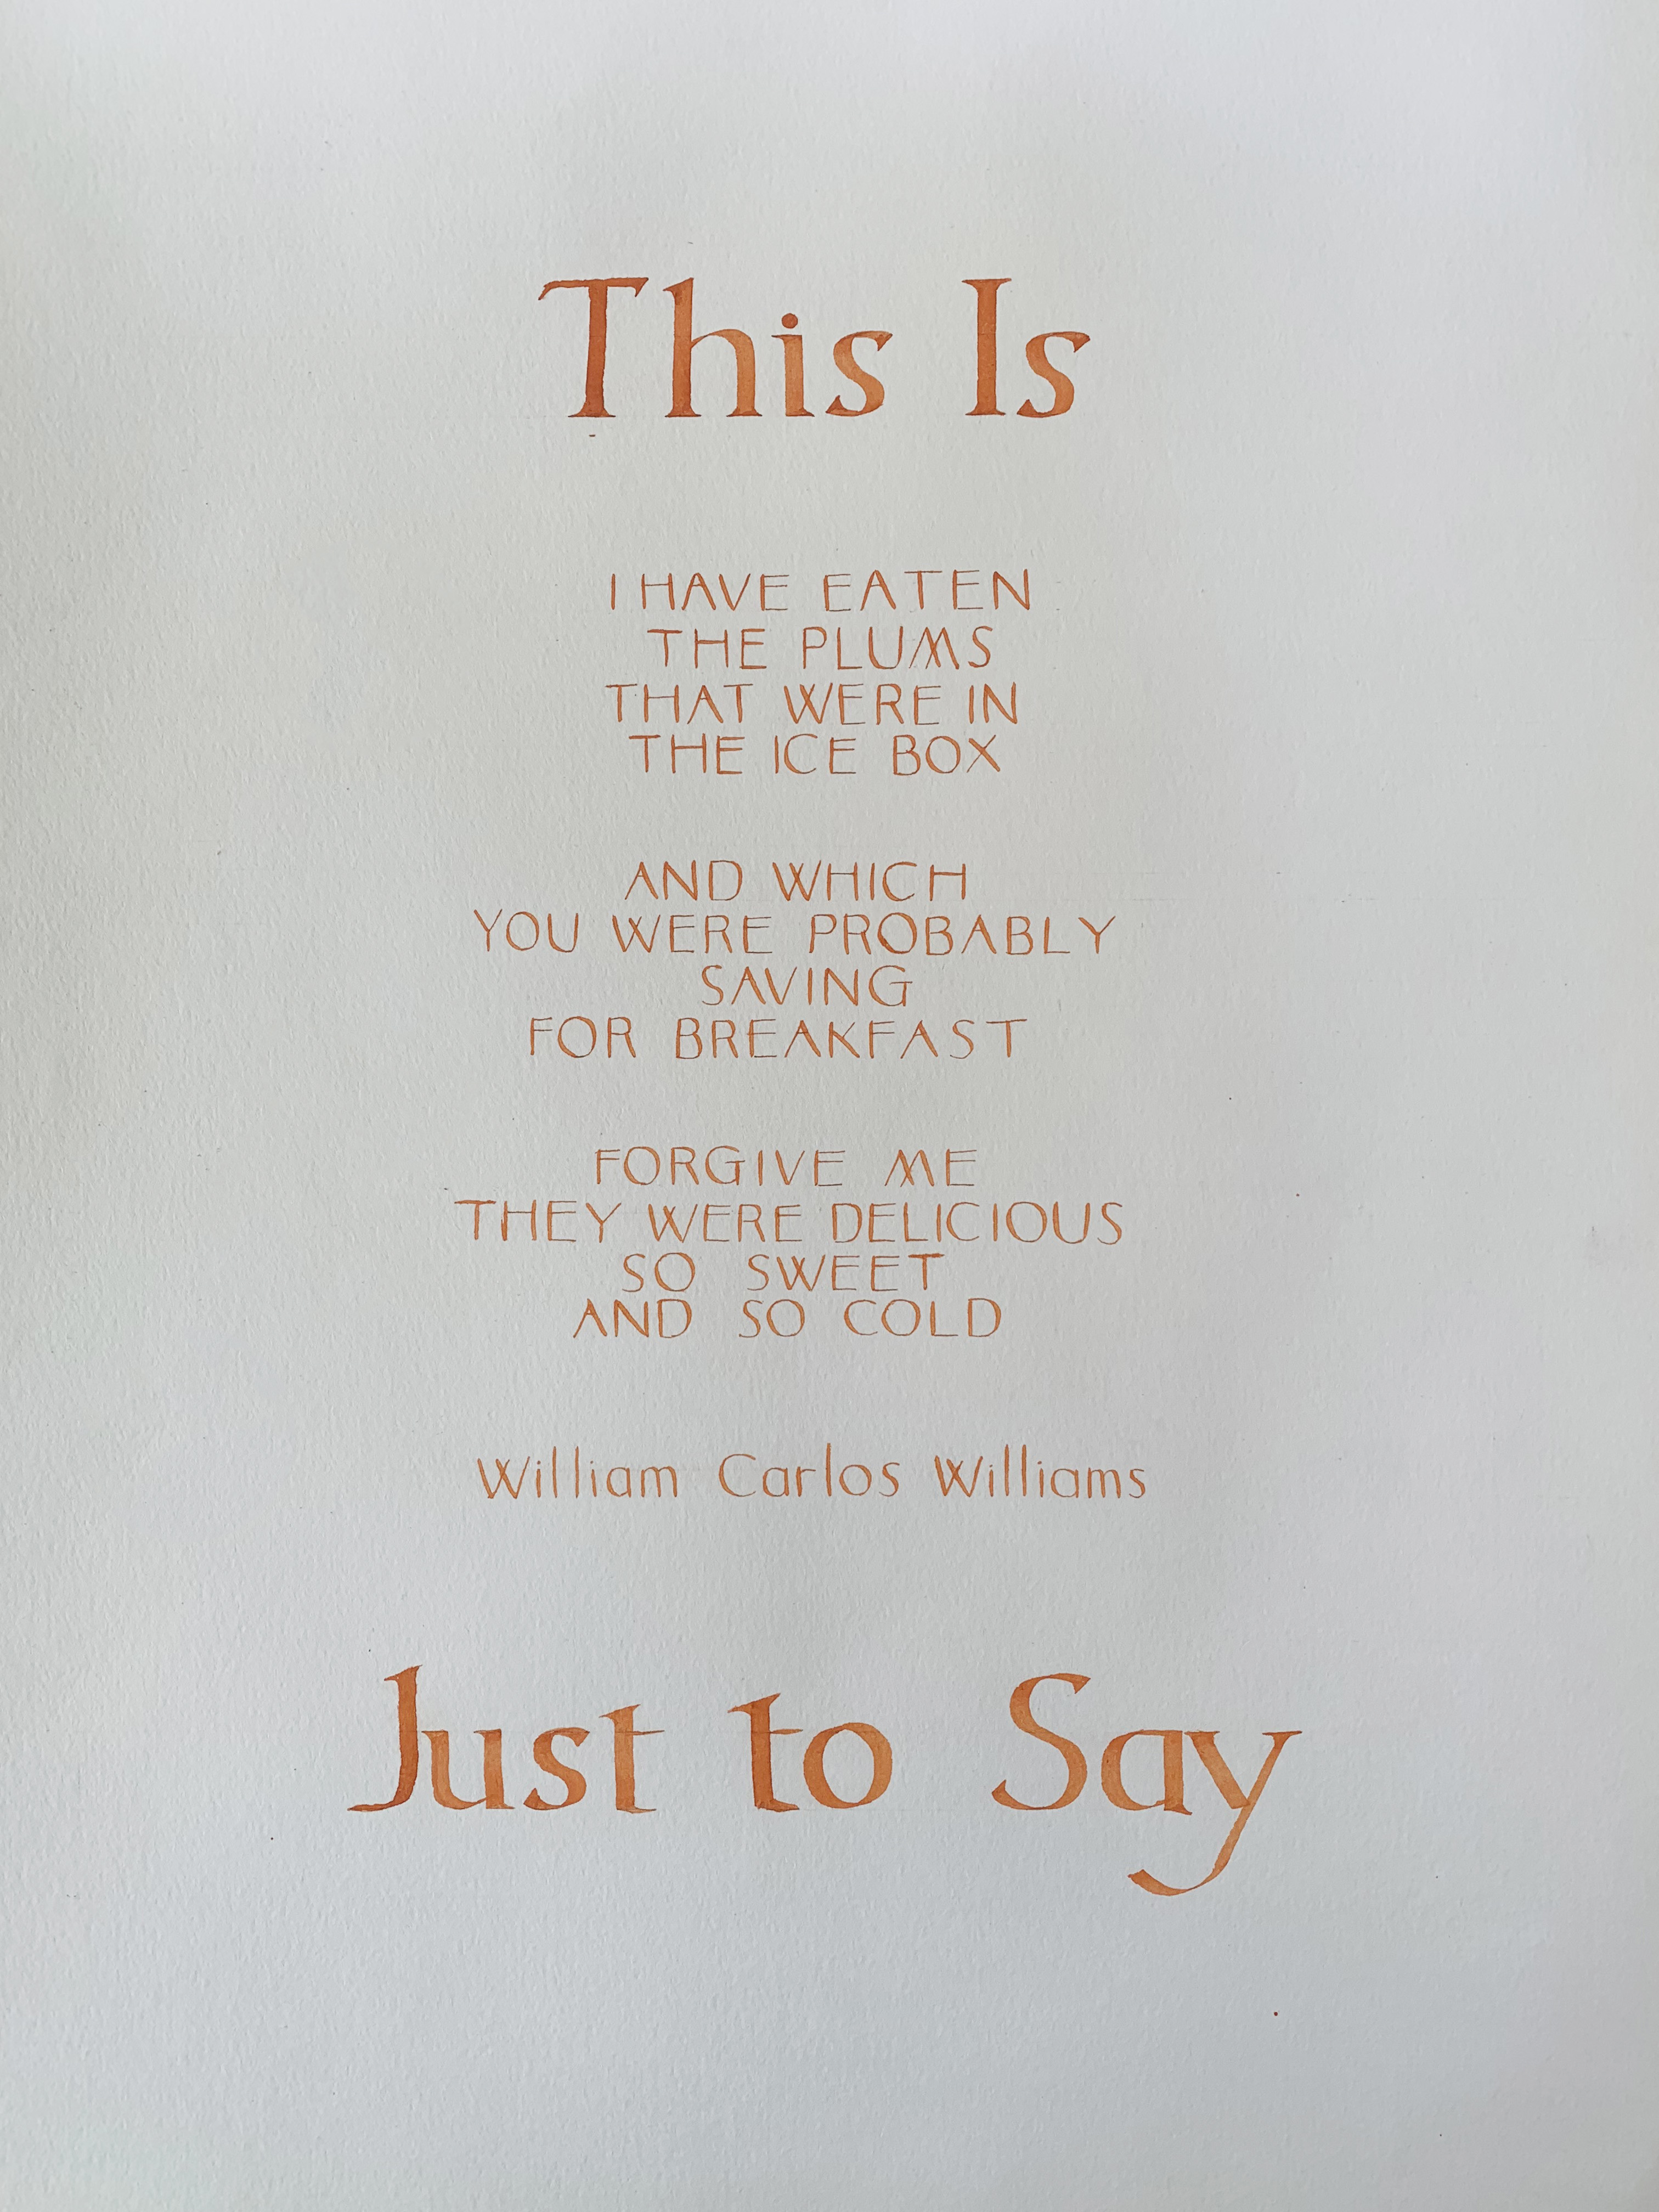 This Is
I HAVE EATEN
THE PLUMS
THAT WERE IN
THE ICE BOX
AND WHICH
YOU WERE PROBABLY
SAVING
FOR BREAKFAST
FORGIVE ME
THEY WERE DELICIOUS
SO SWEET
AND SO COLD
William Carlos Williams
Just to Say